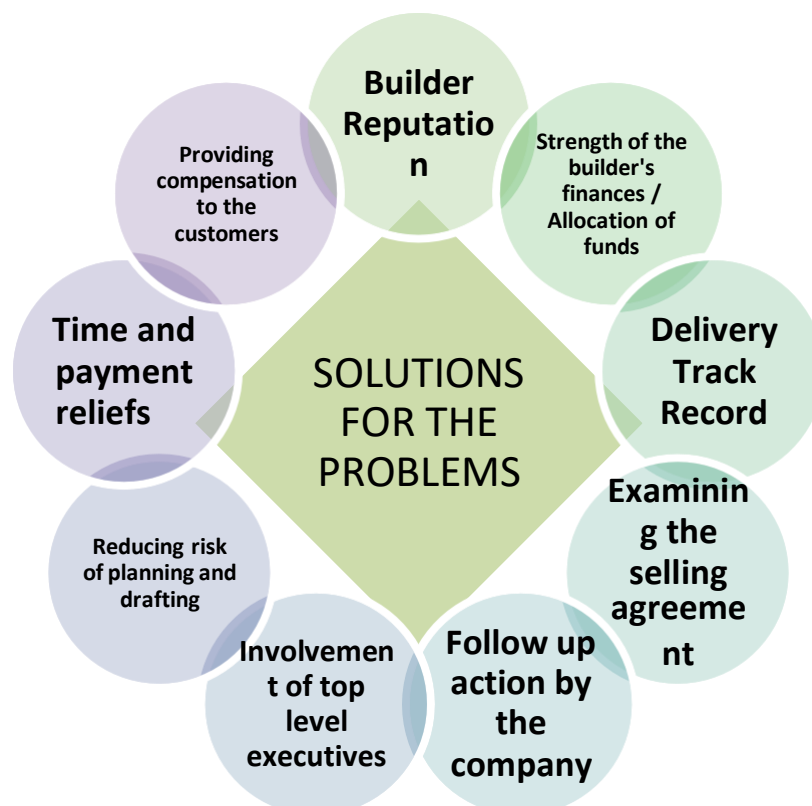 Builder
Reputatio
n
Strength of the
builder's
finances /
Allocation of
funds
Delivery
Track
Record
Examinin
g the
selling
agreeme
nt
Follow up
action by
the
company
Involvemen
t of top
level
executives
Reducing risk
of planning and
drafting
Time and
payment
reliefs
Providing
compensation
to the
customers
SOLUTIONS
FOR THE
PROBLEMS